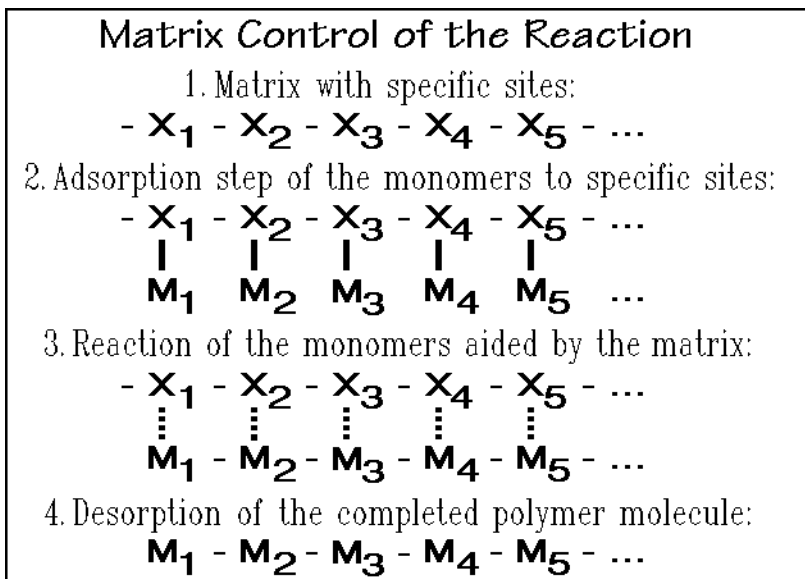 Matrix Control of the Reaction
1. Matrix with specific sites:
- X₁ - X₂ - X₃ - X₄ - X₅ - ...
2. Adsorption step of the monomers to specific sites:
- X₁ - X₂ - X₃ - X₄ - X₅ - ...
M₁ M₂ M₃ M₄ M₅ ...
3. Reaction of the monomers aided by the matrix:
- X₁ - X₂ - X₃ - X₄ - X₅ - ...
M₁ - M₂ - M₃ - M₄ - M₅ - ...
4. Desorption of the completed polymer molecule:
M₁ - M₂ - M₃ - M₄ - M₅ - ...